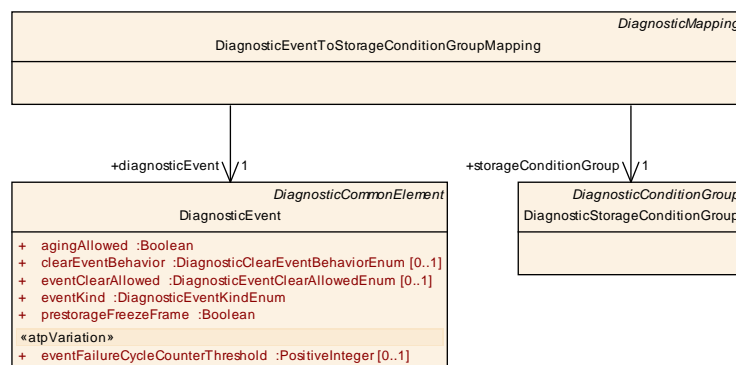 DiagnosticMapping
DiagnosticEventToStorageConditionGroupMapping
+diagnosticEvent 1
+storageConditionGroup 1
DiagnosticCommonElement
DiagnosticEvent
+ agingAllowed :Boolean
+ clearEventBehavior :DiagnosticClearEventBehaviorEnum [0..1]
+ eventClearAllowed :DiagnosticEventClearAllowedEnum [0..1]
+ eventKind :DiagnosticEventKindEnum
+ prestorageFreezeFrame :Boolean
«atpVariation»
+ eventFailureCycleCounterThreshold :PositiveInteger [0..1]
DiagnosticConditionGroup
DiagnosticStorageConditionGroup